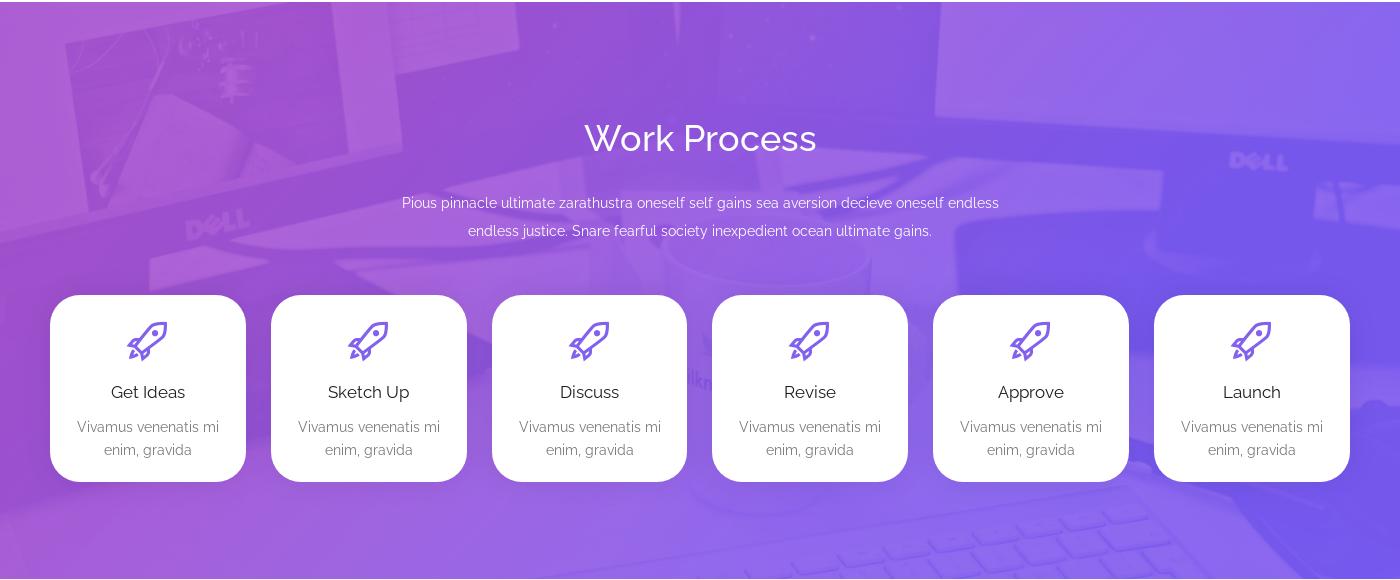 Work Process
Pious pinnacle ultimate zarathustra oneself self gains sea aversion decieve oneself endless
endless justice. Snare fearful society inexpedient ocean ultimate gains.
DELL
DELL
Get Ideas
Vivamus venenatis mi
enim, gravida
Sketch Up
Vivamus venenatis mi
enim, gravida
Discuss
Vivamus venenatis mi
enim, gravida
Revise
Vivamus venenatis mi
enim, gravida
Approve
Vivamus venenatis mi
enim, gravida
Launch
Vivamus venenatis mi
enim, gravida